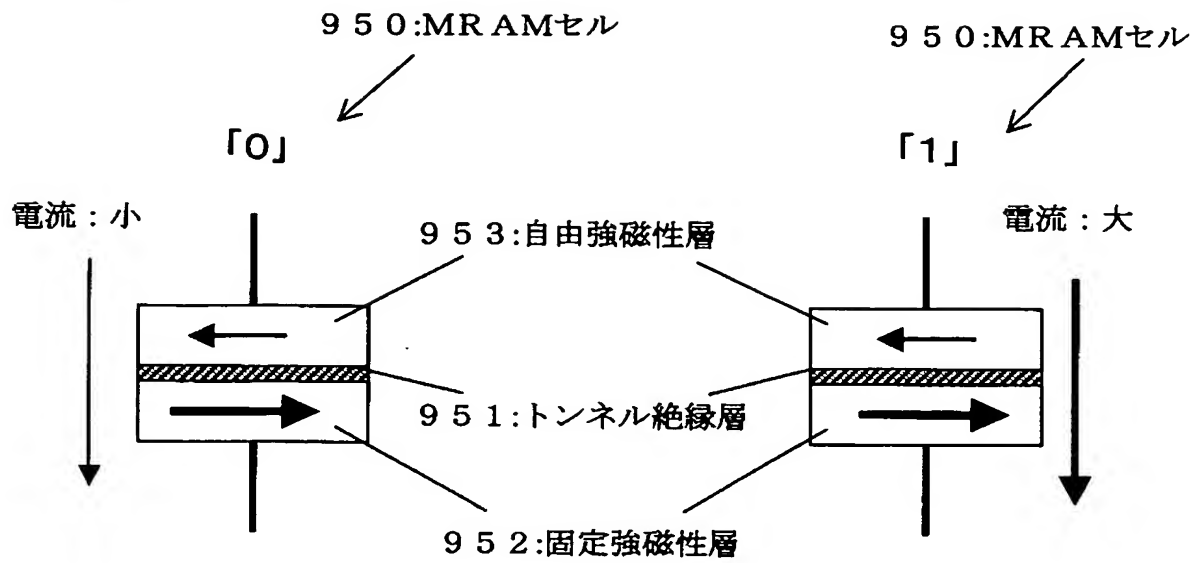 ９５０:MRAMセル
９５０:MRAMセル
「0」
「1」
電流：小
電流：大
９５３:自由強磁性層
９５１:トンネル絶縁層
９５２:固定強磁性層